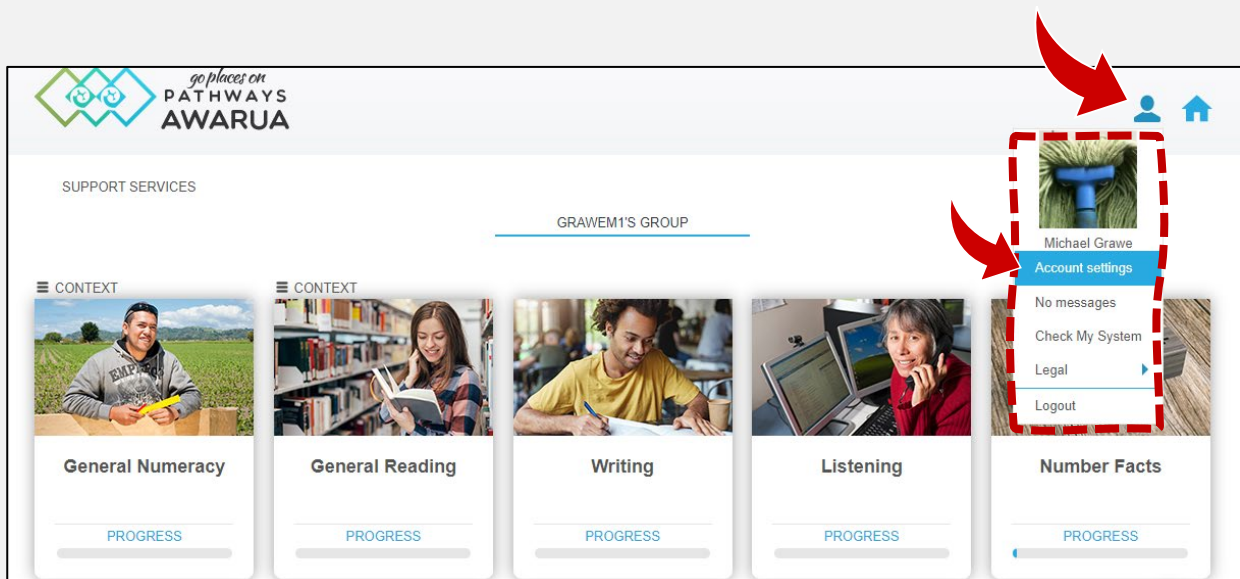 go places on
PATHWAYS
AWARUA
SUPPORT SERVICES
GRAWEM1'S GROUP
Michael Grawe
Account settings
No messages
Check My System
Legal
Logout
CONTEXT
CONTEXT
General Numeracy
General Reading
Writing
Listening
Number Facts
PROGRESS
PROGRESS
PROGRESS
PROGRESS
PROGRESS